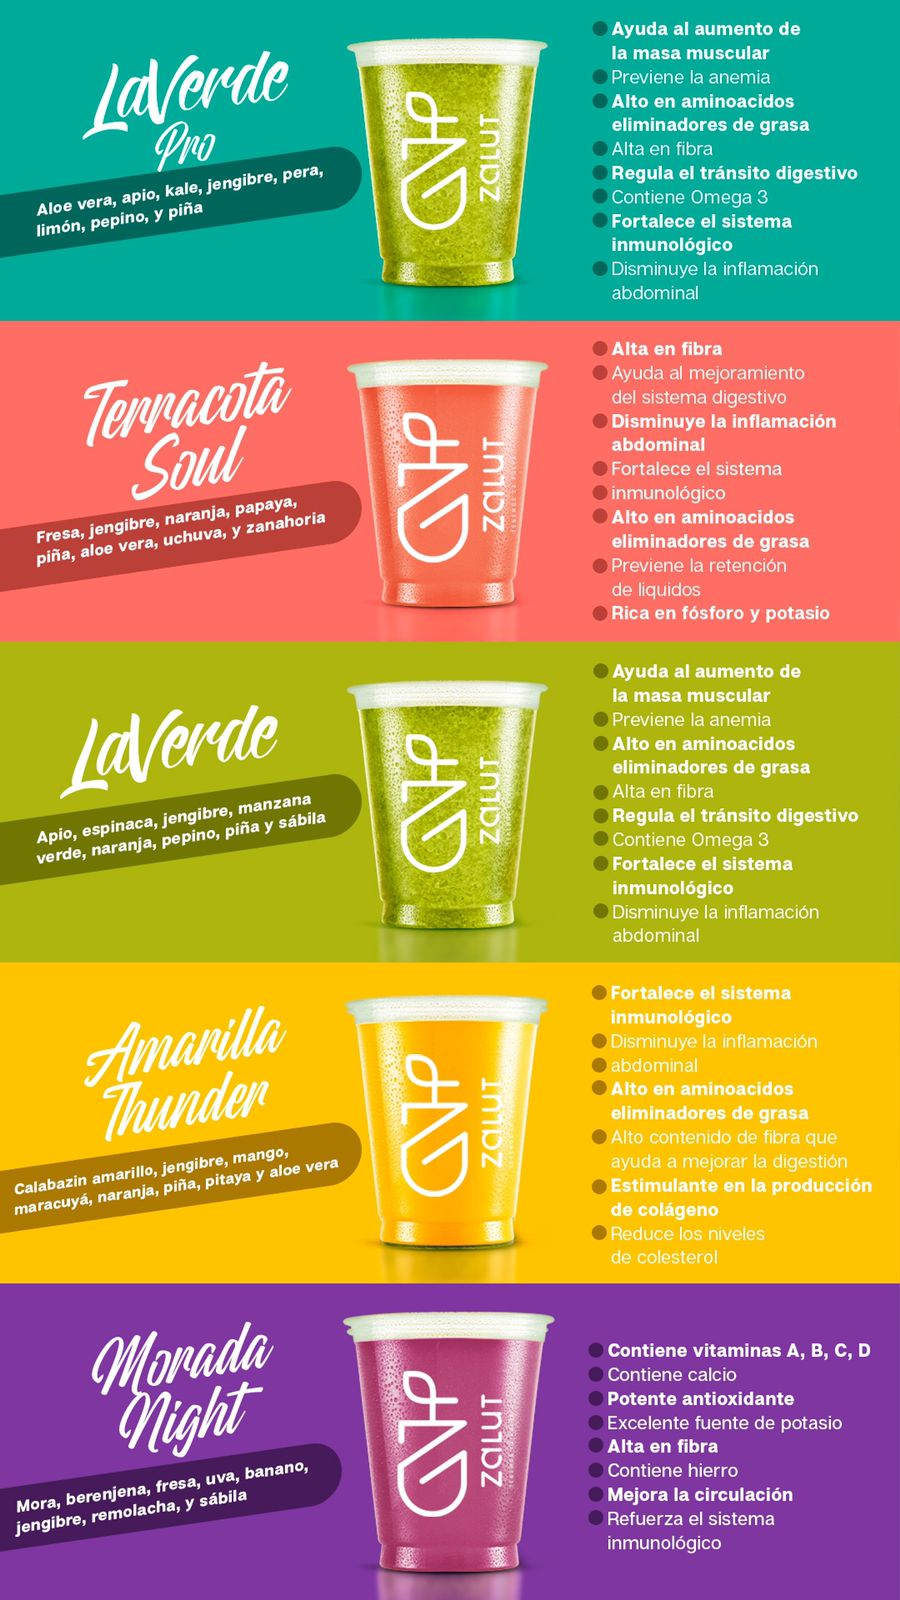 LaVerde
Pro
Aloe vera, apio, kale, jengibre, pera,
limón, pepino, y piña
zalut
Ayuda al aumento de
la masa muscular
Previene la anemia
Alto en aminoacidos
eliminadores de grasa
Alta en fibra
Regula el tránsito digestivo
Contiene Omega 3
Fortalece el sistema
inmunológico
Disminuye la inflamación
abdominal
Terracota
Soul
Fresa, jengibre, naranja, papaya,
piña, aloe vera, uchuva, y zanahoria
zalut
Alta en fibra
Ayuda al mejoramiento
del sistema digestivo
Disminuye la inflamación
abdominal
Fortalece el sistema
inmunológico
Alto en aminoacidos
eliminadores de grasa
Previene la retención
de liquidos
Rica en fósforo y potasio
LaVerde
Apio, espinaca, jengibre, manzana
verde, naranja, pepino, piña y sábila
zalut
Ayuda al aumento de
la masa muscular
Previene la anemia
Alto en aminoacidos
eliminadores de grasa
Alta en fibra
Regula el tránsito digestivo
Contiene Omega 3
Fortalece el sistema
inmunológico
Disminuye la inflamación
abdominal
Amarilla
Thunder
Calabazin amarillo, jengibre, mango,
maracuyá, naranja, piña, pitaya y aloe vera
zalut
Fortalece el sistema
inmunológico
Disminuye la inflamación
abdominal
Alto en aminoacidos
eliminadores de grasa
Alto contenido de fibra que
ayuda a mejorar la digestión
Estimulante en la producción
de colágeno
Reduce los niveles
de colesterol
Morada
Night
Mora, berenjena, fresa, uva, banano,
jengibre, remolacha, y sábila
zalut
Contiene vitaminas A, B, C, D
Contiene calcio
Potente antioxidante
Excelente fuente de potasio
Alta en fibra
Contiene hierro
Mejora la circulación
Refuerza el sistema
inmunológico